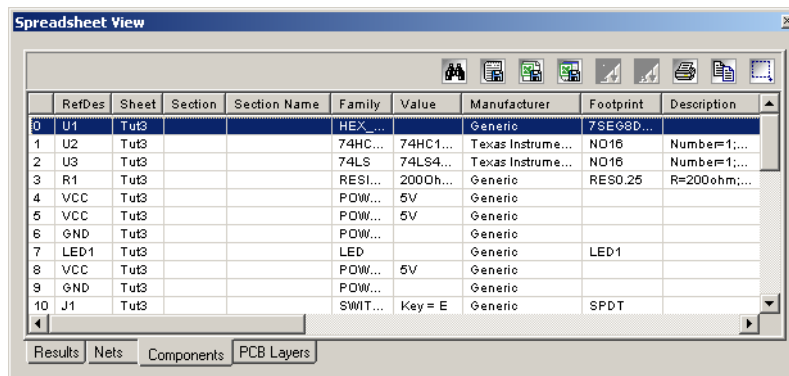 Spreadsheet View
RefDes Sheet Section Section Name Family Value Manufacturer Footprint Description
0 U1 Tut3 HEX_... Generic 7SEG8D...
1 U2 Tut3 74HC... 74HC1... Texas Instrume... NO16 Number=1;...
2 U3 Tut3 74LS 74LS4... Texas Instrume... NO16 Number=1;...
3 R1 Tut3 RESI... 200Oh... Generic RES0.25 R=200ohm;...
4 VCC Tut3 POW... 5V Generic
5 VCC Tut3 POW... 5V Generic
6 GND Tut3 POW... Generic
7 LED1 Tut3 LED Generic LED1
8 VCC Tut3 POW... 5V Generic
9 GND Tut3 POW... Generic
10 J1 Tut3 SWIT... Key = E Generic SPDT
Results Nets Components PCB Layers